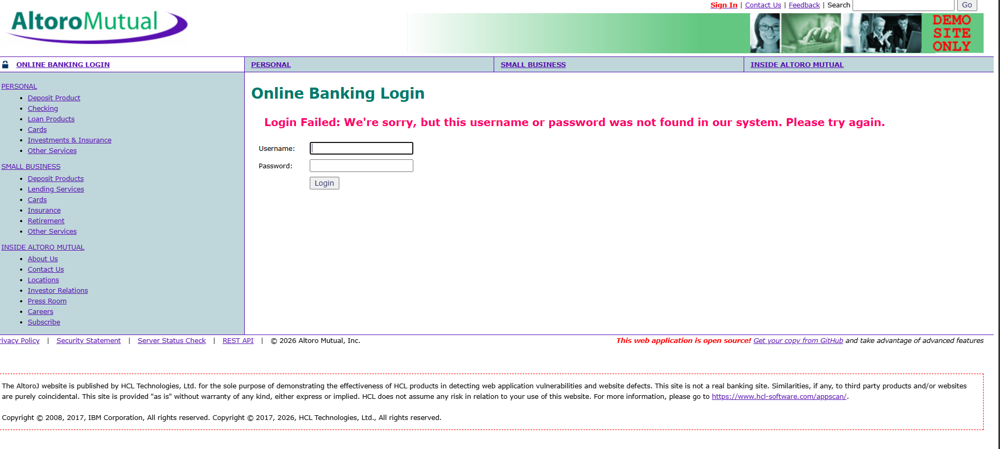 Sign In | Contact Us | Feedback | Search Go
AltoroMutual
DEMO
SITE
ONLY
ONLINE BANKING LOGIN
PERSONAL
SMALL BUSINESS
INSIDE ALTORO MUTUAL
PERSONAL
Deposit Product
Checking
Loan Products
Cards
Investments & Insurance
Other Services
SMALL BUSINESS
Deposit Products
Lending Services
Cards
Insurance
Retirement
Other Services
INSIDE ALTORO MUTUAL
About Us
Contact Us
Locations
Investor Relations
Press Room
Careers
Subscribe
Online Banking Login
Login Failed: We're sorry, but this username or password was not found in our system. Please try again.
Username:
Password:
Login
rivacy Policy | Security Statement | Server Status Check | REST API | © 2026 Altoro Mutual, Inc.
This web application is open source! Get your copy from GitHub and take advantage of advanced features
The AltoroJ website is published by HCL Technologies, Ltd. for the sole purpose of demonstrating the effectiveness of HCL products in detecting web application vulnerabilities and website defects. This site is not a real banking site. Similarities, if any, to third party products and/or websites
are purely coincidental. This site is provided "as is" without warranty of any kind, either express or implied. HCL does not assume any risk in relation to your use of this website. For more information, please go to https://www.hcl-software.com/appscan/.
Copyright © 2008, 2017, IBM Corporation, All rights reserved. Copyright © 2017, 2026, HCL Technologies, Ltd., All rights reserved.